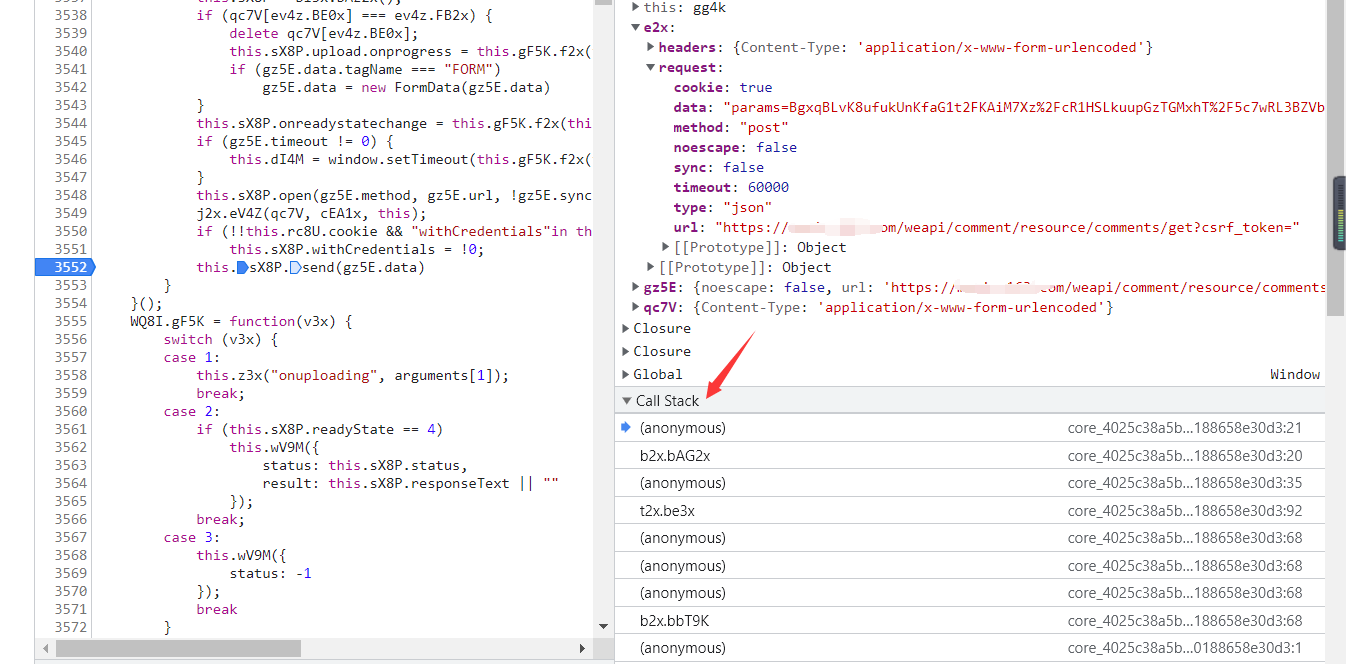 3537 this.sX8P =
3538 if (qc7V[ev4z.BE0x] === ev4z.FB2x) {
3539 delete qc7V[ev4z.BE0x];
3540 this.sX8P.upload.onprogress = this.gF5K.f2x(
3541 if (gz5E.data.tagName === "FORM")
3542 gz5E.data = new FormData(gz5E.data)
3543 }
3544 this.sX8P.onreadystatechange = this.gF5K.f2x(thi
3545 if (gz5E.timeout != 0) {
3546 this.dI4M = window.setTimeout(this.gF5K.f2x(
3547 }
3548 this.sX8P.open(gz5E.method, gz5E.url, !gz5E.sync
3549 j2x.eV4Z(qc7V, cEA1x, this);
3550 if (!!this.rc8U.cookie && "withCredentials"in th
3551 this.sX8P.withCredentials = !0;
3552 this.sX8P.send(gz5E.data)
3553 }
3554 }();
3555 WQ8I.gF5K = function(v3x) {
3556 switch (v3x) {
3557 case 1:
3558 this.z3x("onuploading", arguments[1]);
3559 break;
3560 case 2:
3561 if (this.sX8P.readyState == 4)
3562 this.wV9M({
3563 status: this.sX8P.status,
3564 result: this.sX8P.responseText || ""
3565 });
3566 break;
3567 case 3:
3568 this.wV9M({
3569 status: -1
3570 });
3571 break
3572 }
this: gg4k
e2x:
headers: {Content-Type: 'application/x-www-form-urlencoded'}
request:
cookie: true
data: "params=BgxqBLvK8ufukUnKfaG1t2FKAiM7Xz%2FcR1HSLkuupGzTGMxhT%2F5c7wRL3BZVb
method: "post"
noescape: false
sync: false
timeout: 60000
type: "json"
url: "https:// om/weapi/comment/resource/comments/get?csrf_token="
[[Prototype]]: Object
[[Prototype]]: Object
gz5E: {noescape: false, url: 'https:// .com/weapi/comment/resource/comments
qc7V: {Content-Type: 'application/x-www-form-urlencoded'}
Closure
Closure
Global Window
Call Stack
(anonymous) core_4025c38a5b...188658e30d3:21
b2x.bAG2x core_4025c38a5b...188658e30d3:20
(anonymous) core_4025c38a5b...188658e30d3:35
t2x.be3x core_4025c38a5b...188658e30d3:92
(anonymous) core_4025c38a5b...188658e30d3:68
(anonymous) core_4025c38a5b...188658e30d3:68
(anonymous) core_4025c38a5b...188658e30d3:68
b2x.bbT9K core_4025c38a5b...188658e30d3:68
(anonymous) core_4025c38a5b...0188658e30d3:1